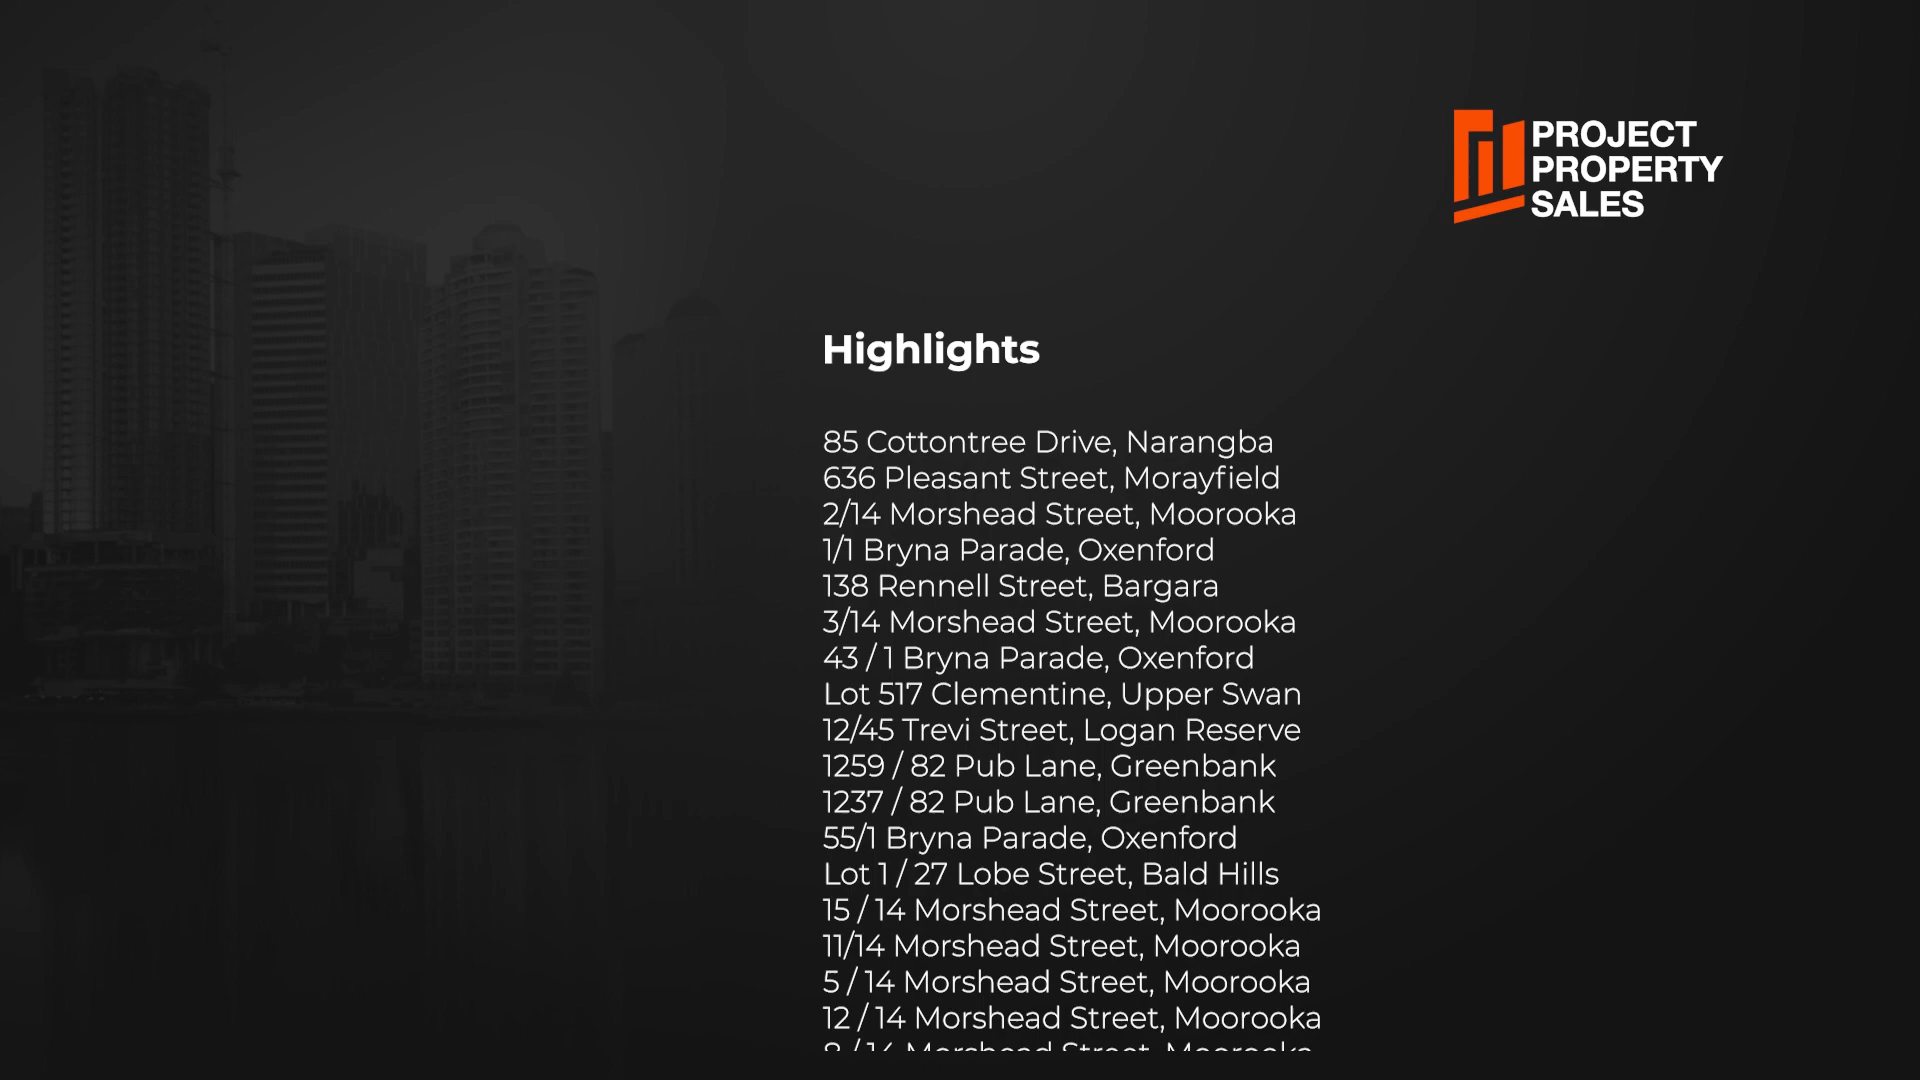 PROJECT
PROPERTY
SALES
Highlights
85 Cottontree Drive, Narangba
636 Pleasant Street, Morayfield
2/14 Morshead Street, Moorooka
1/1 Bryna Parade, Oxenford
138 Rennell Street, Bargara
3/14 Morshead Street, Moorooka
43 / 1 Bryna Parade, Oxenford
Lot 517 Clementine, Upper Swan
12/45 Trevi Street, Logan Reserve
1259 / 82 Pub Lane, Greenbank
1237 / 82 Pub Lane, Greenbank
55/1 Bryna Parade, Oxenford
Lot 1 / 27 Lobe Street, Bald Hills
15 / 14 Morshead Street, Moorooka
11/14 Morshead Street, Moorooka
5 / 14 Morshead Street, Moorooka
12 / 14 Morshead Street, Moorooka
/ 14 Morshead Street, Moorooka